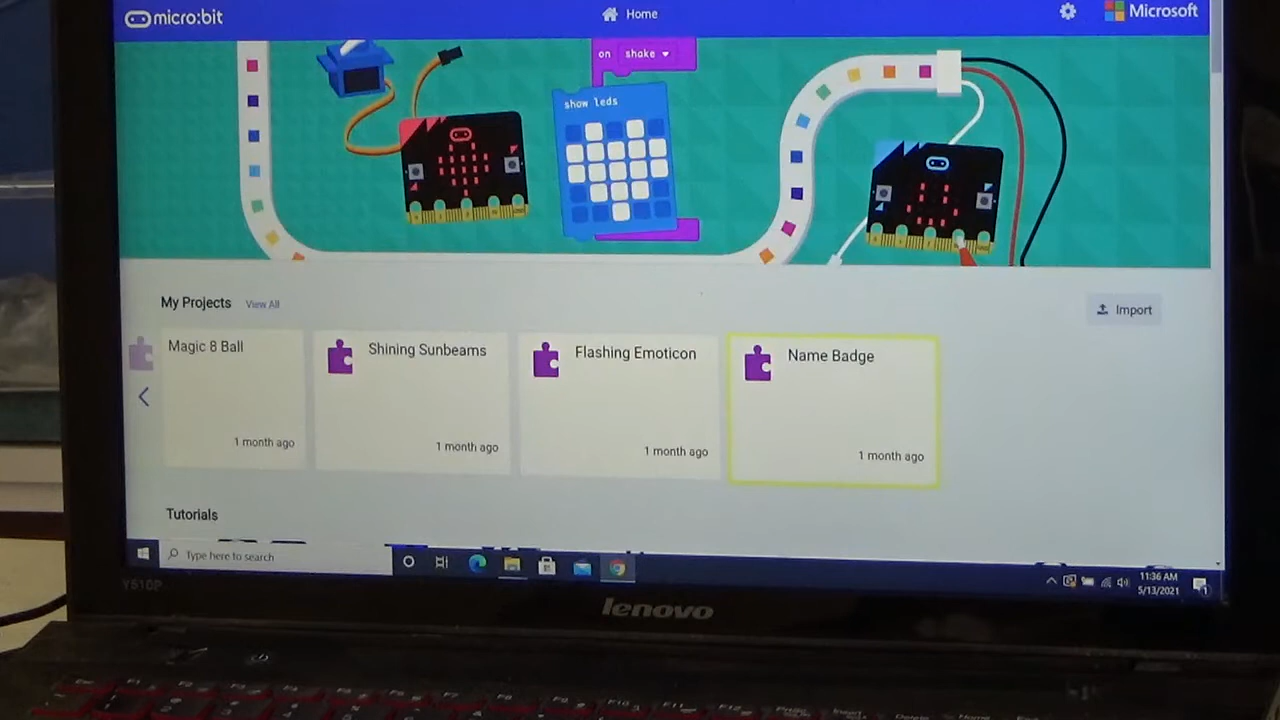 micro:bit
Home
Microsoft
on shake
show leds
My Projects View All
Import
Magic 8 Ball
1 month ago
Shining Sunbeams
1 month ago
Flashing Emoticon
1 month ago
Name Badge
1 month ago
Tutorials
Type here to search
11:36 AM
5/13/2021
Y510P
lenovo